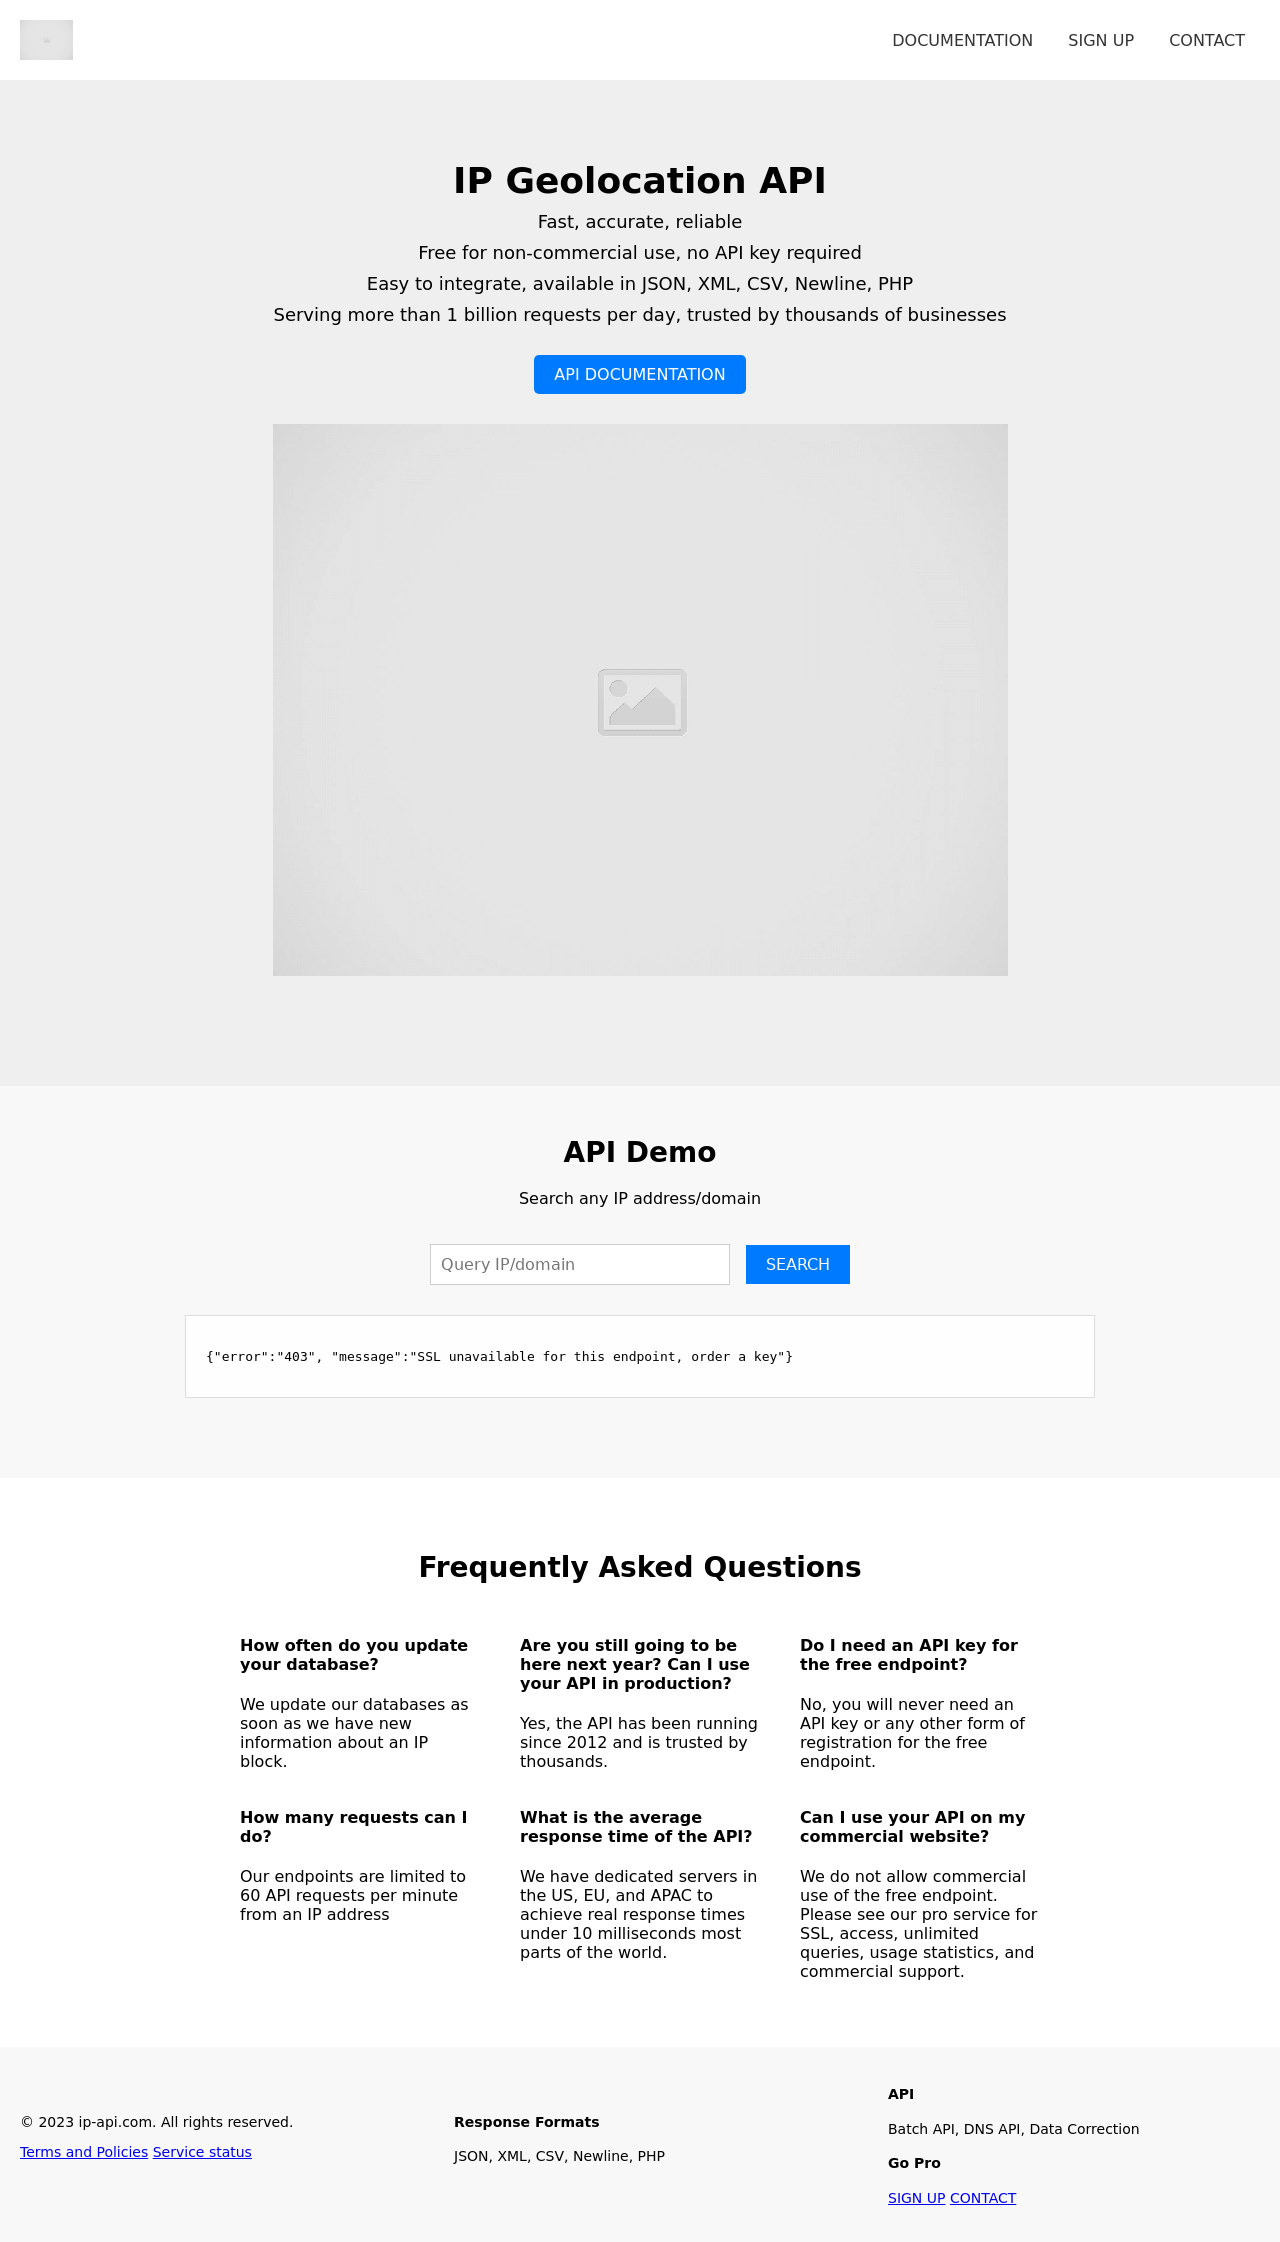 DOCUMENTATION SIGN UP CONTACT
IP Geolocation API
Fast, accurate, reliable
Free for non-commercial use, no API key required
Easy to integrate, available in JSON, XML, CSV, Newline, PHP
Serving more than 1 billion requests per day, trusted by thousands of businesses
API DOCUMENTATION
API Demo
Search any IP address/domain
Query IP/domain SEARCH
{"error":"403", "message":"SSL unavailable for this endpoint, order a key"}
Frequently Asked Questions
How often do you update
your database?
We update our databases as
soon as we have new
information about an IP
block.
Are you still going to be
here next year? Can I use
your API in production?
Yes, the API has been running
since 2012 and is trusted by
thousands.
Do I need an API key for
the free endpoint?
No, you will never need an
API key or any other form of
registration for the free
endpoint.
How many requests can I
do?
Our endpoints are limited to
60 API requests per minute
from an IP address
What is the average
response time of the API?
We have dedicated servers in
the US, EU, and APAC to
achieve real response times
under 10 milliseconds most
parts of the world.
Can I use your API on my
commercial website?
We do not allow commercial
use of the free endpoint.
Please see our pro service for
SSL, access, unlimited
queries, usage statistics, and
commercial support.
© 2023 ip-api.com. All rights reserved.
Terms and Policies Service status
Response Formats
JSON, XML, CSV, Newline, PHP
API
Batch API, DNS API, Data Correction
Go Pro
SIGN UP CONTACT